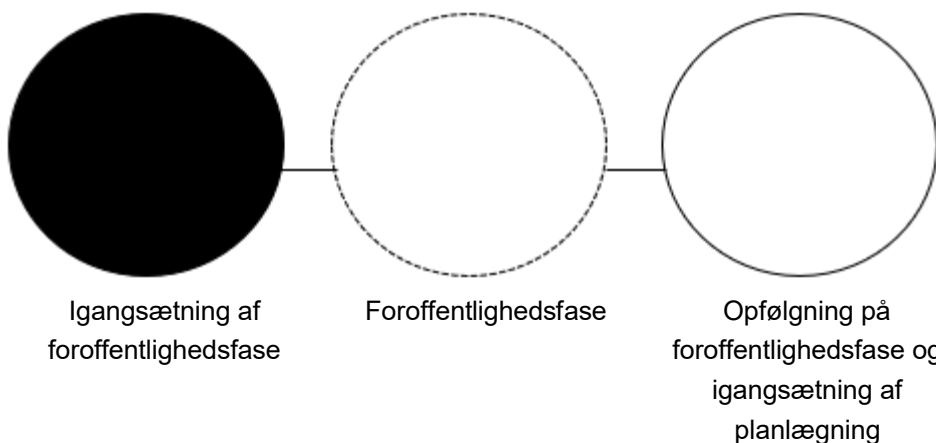 Igangsætning af
foroffentlighedsfase
Foroffentlighedsfase
Opfølgning på
foroffentlighedsfase og
igangsætning af
planlægning